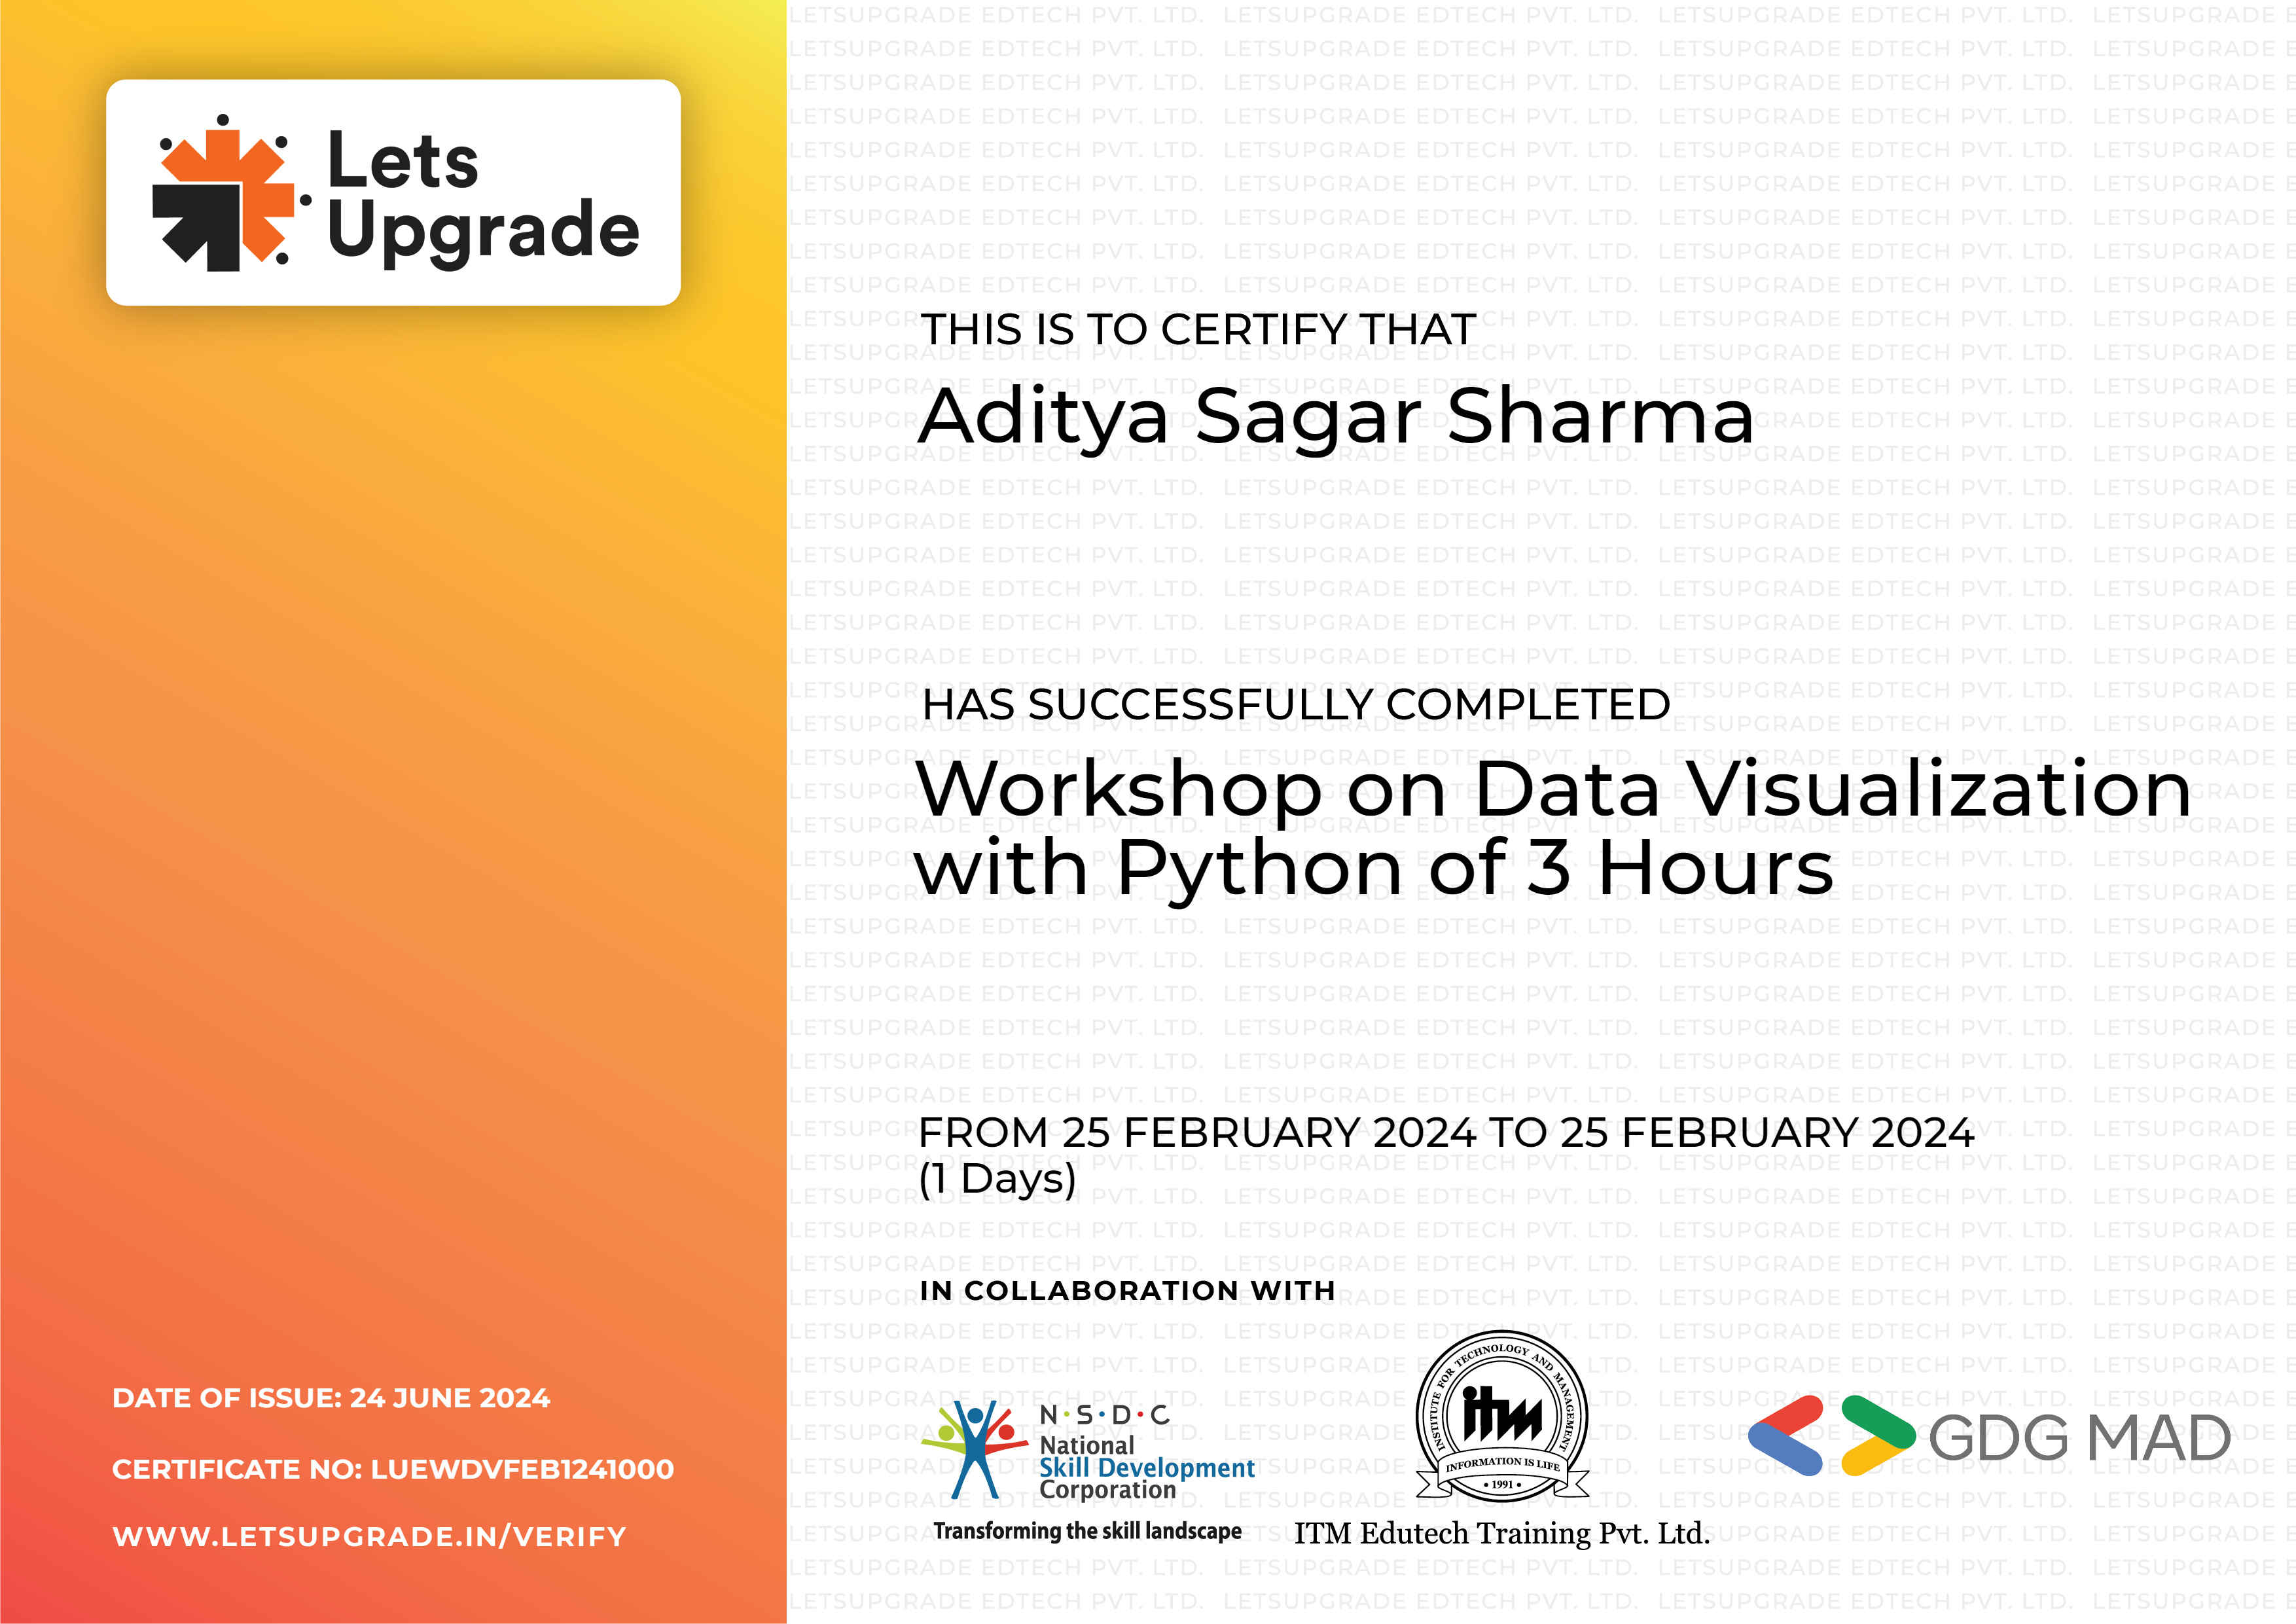 Lets
Upgrade
THIS IS TO CERTIFY THAT
Aditya Sagar Sharma
HAS SUCCESSFULLY COMPLETED
Workshop on Data Visualization
with Python of 3 Hours
FROM 25 FEBRUARY 2024 TO 25 FEBRUARY 2024
(1 Days)
IN COLLABORATION WITH
N·S·D·C
National
Skill Development
Corporation
Transforming the skill landscape
INSTITUTE FOR TECHNOLOGY AND MANAGEMENT
itm
INFORMATION IS LIFE
• 1991 •
ITM Edutech Training Pvt. Ltd.
GDG MAD
DATE OF ISSUE: 24 JUNE 2024
CERTIFICATE NO: LUEWDVFEB1241000
WWW.LETSUPGRADE.IN/VERIFY
LETSUPGRADE EDTECH PVT. LTD.